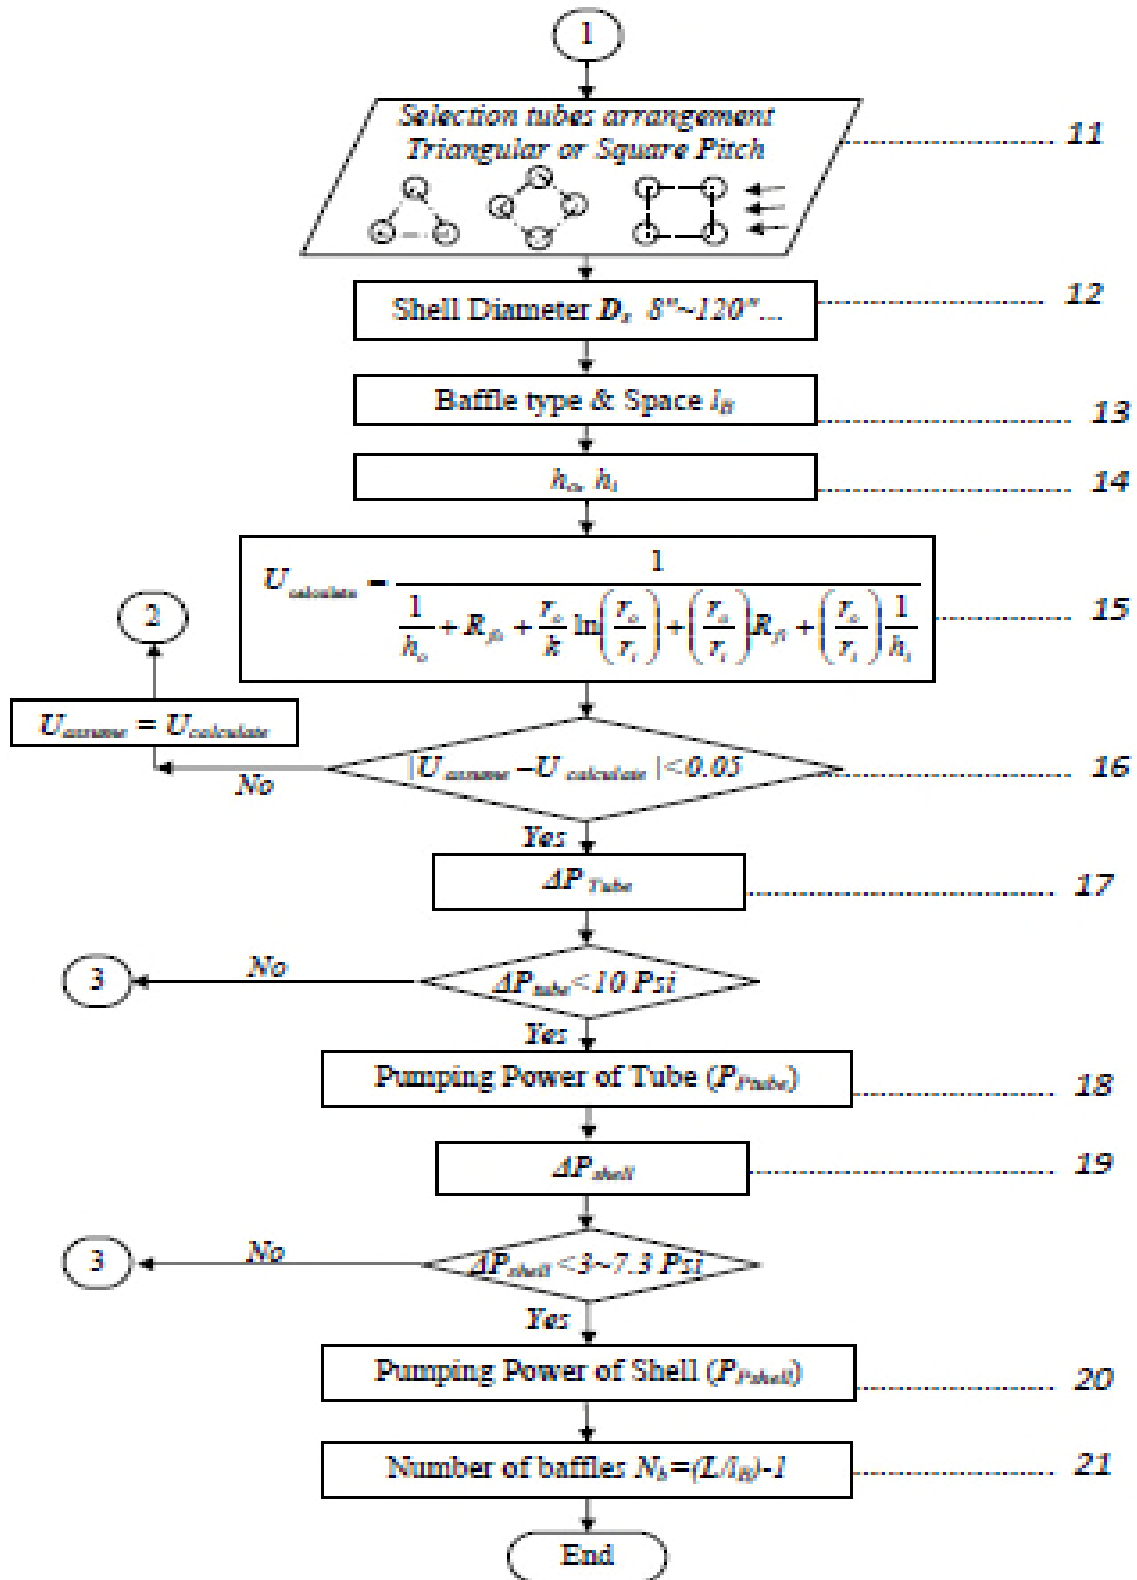 1
Selection tubes arrangement
Triangular or Square Pitch
11
Shell Diameter Ds 8"~120"...
12
Baffle type & Space lB
13
ho, hi
14
Ucalculate = 1 / (1/ho + Rfo + ro/k ln(ro/ri) + (ro/ri)Rfi + (ro/ri) 1/hi)
15
2
Uassume = Ucalculate
|Uassume –Ucalculate |<0.05
16
No
Yes
ΔP Tube
17
3
No
ΔPtube<10 Psi
Yes
Pumping Power of Tube (PPtube)
18
ΔPshell
19
3
No
ΔPshell<3~7.3 Psi
Yes
Pumping Power of Shell (PPshell)
20
Number of baffles Nb=(L/lB)-1
21
End